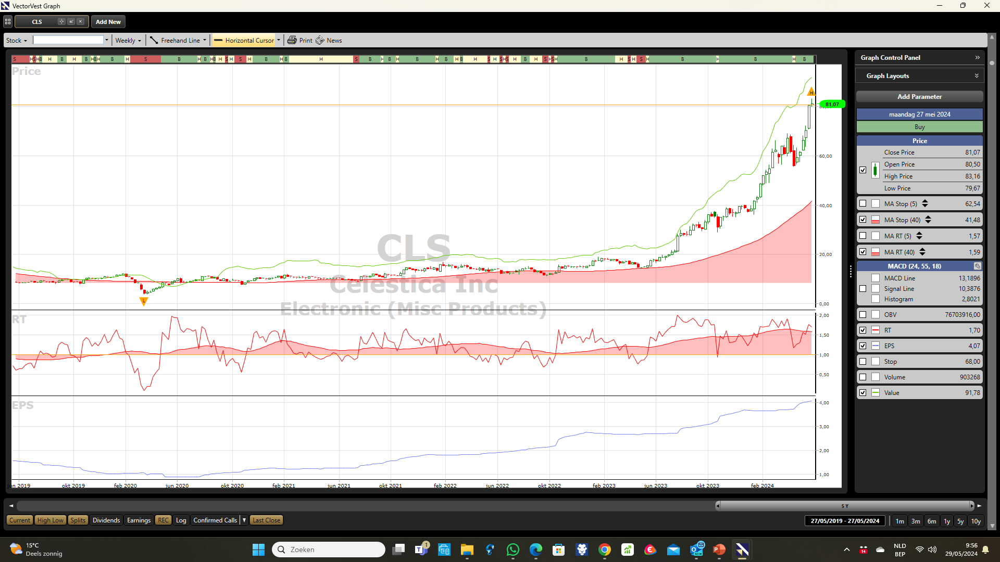 VectorVest Graph
CLS
Add New
Stock
Weekly
Freehand Line
Horizontal Cursor
Print
News
S H S H B H B H B H B H B H S B H B H S H S H B H B H S B H B H B H B H B H S H S H S H B H S H S H B H S H S H B H B H B
Price
H
81,07
60,00
40,00
20,00
0,00
CLS
Celestica Inc
Electronic (Misc Products)
L
RT
2,00
1,50
1,00
0,50
EPS
4,00
3,00
2,00
1,00
jun 2019 okt 2019 feb 2020 jun 2020 okt 2020 feb 2021 jun 2021 okt 2021 feb 2022 jun 2022 okt 2022 feb 2023 jun 2023 okt 2023 feb 2024
Graph Control Panel
Graph Layouts
Add Parameter
maandag 27 mei 2024
Buy
Price
Close Price 81,07
Open Price 80,50
High Price 83,16
Low Price 79,67
MA Stop (5) 62,54
MA Stop (40) 41,48
MA RT (5) 1,57
MA RT (40) 1,59
MACD (24, 55, 18)
MACD Line 13,1896
Signal Line 10,3876
Histogram 2,8021
OBV 76703916,00
RT 1,70
EPS 4,07
Stop 68,00
Volume 903268
Value 91,78
5 Y
Current High Low Splits Dividends Earnings REC Log Confirmed Calls Last Close
27/05/2019 - 27/05/2024 1m 3m 6m 1y 5y 10y
15°C
Deels zonnig
Zoeken
1
NEW
14
NLD
BEP
9:56
29/05/2024